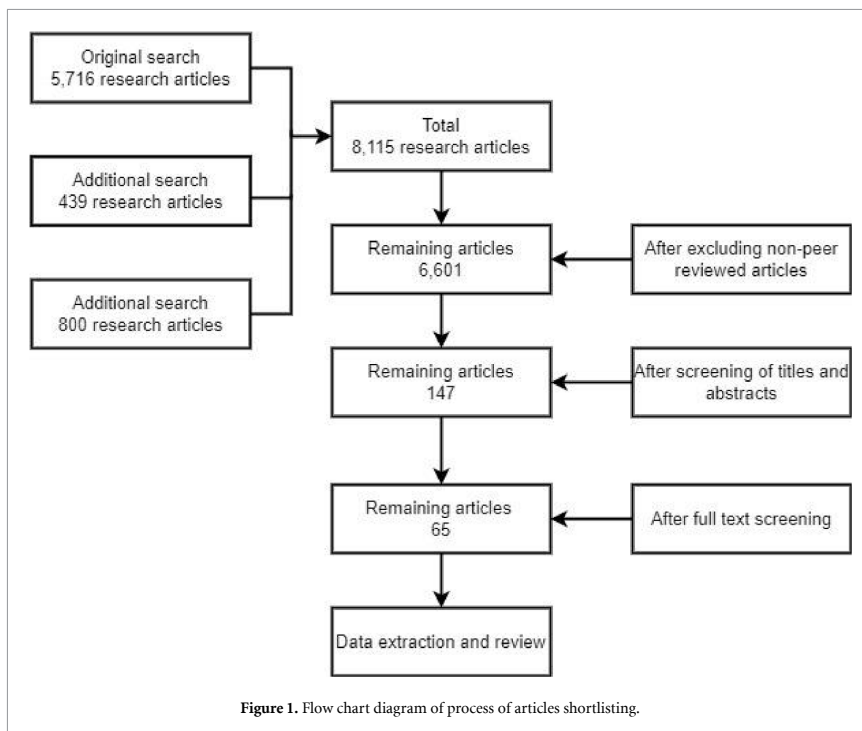 Original search
5,716 research articles
Additional search
439 research articles
Additional search
800 research articles
Total
8,115 research articles
Remaining articles
6,601
After excluding non-peer
reviewed articles
Remaining articles
147
After screening of titles and
abstracts
Remaining articles
65
After full text screening
Data extraction and review
Figure 1. Flow chart diagram of process of articles shortlisting.